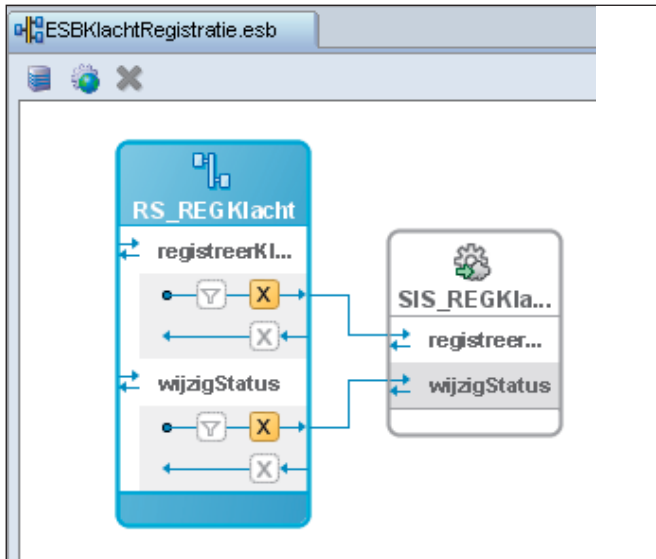 ESBKlachtRegistratie.esb
RS_REGKlacht
registreerKl...
X
X
wijzigStatus
X
X
SIS_REGKla...
registreer...
wijzigStatus